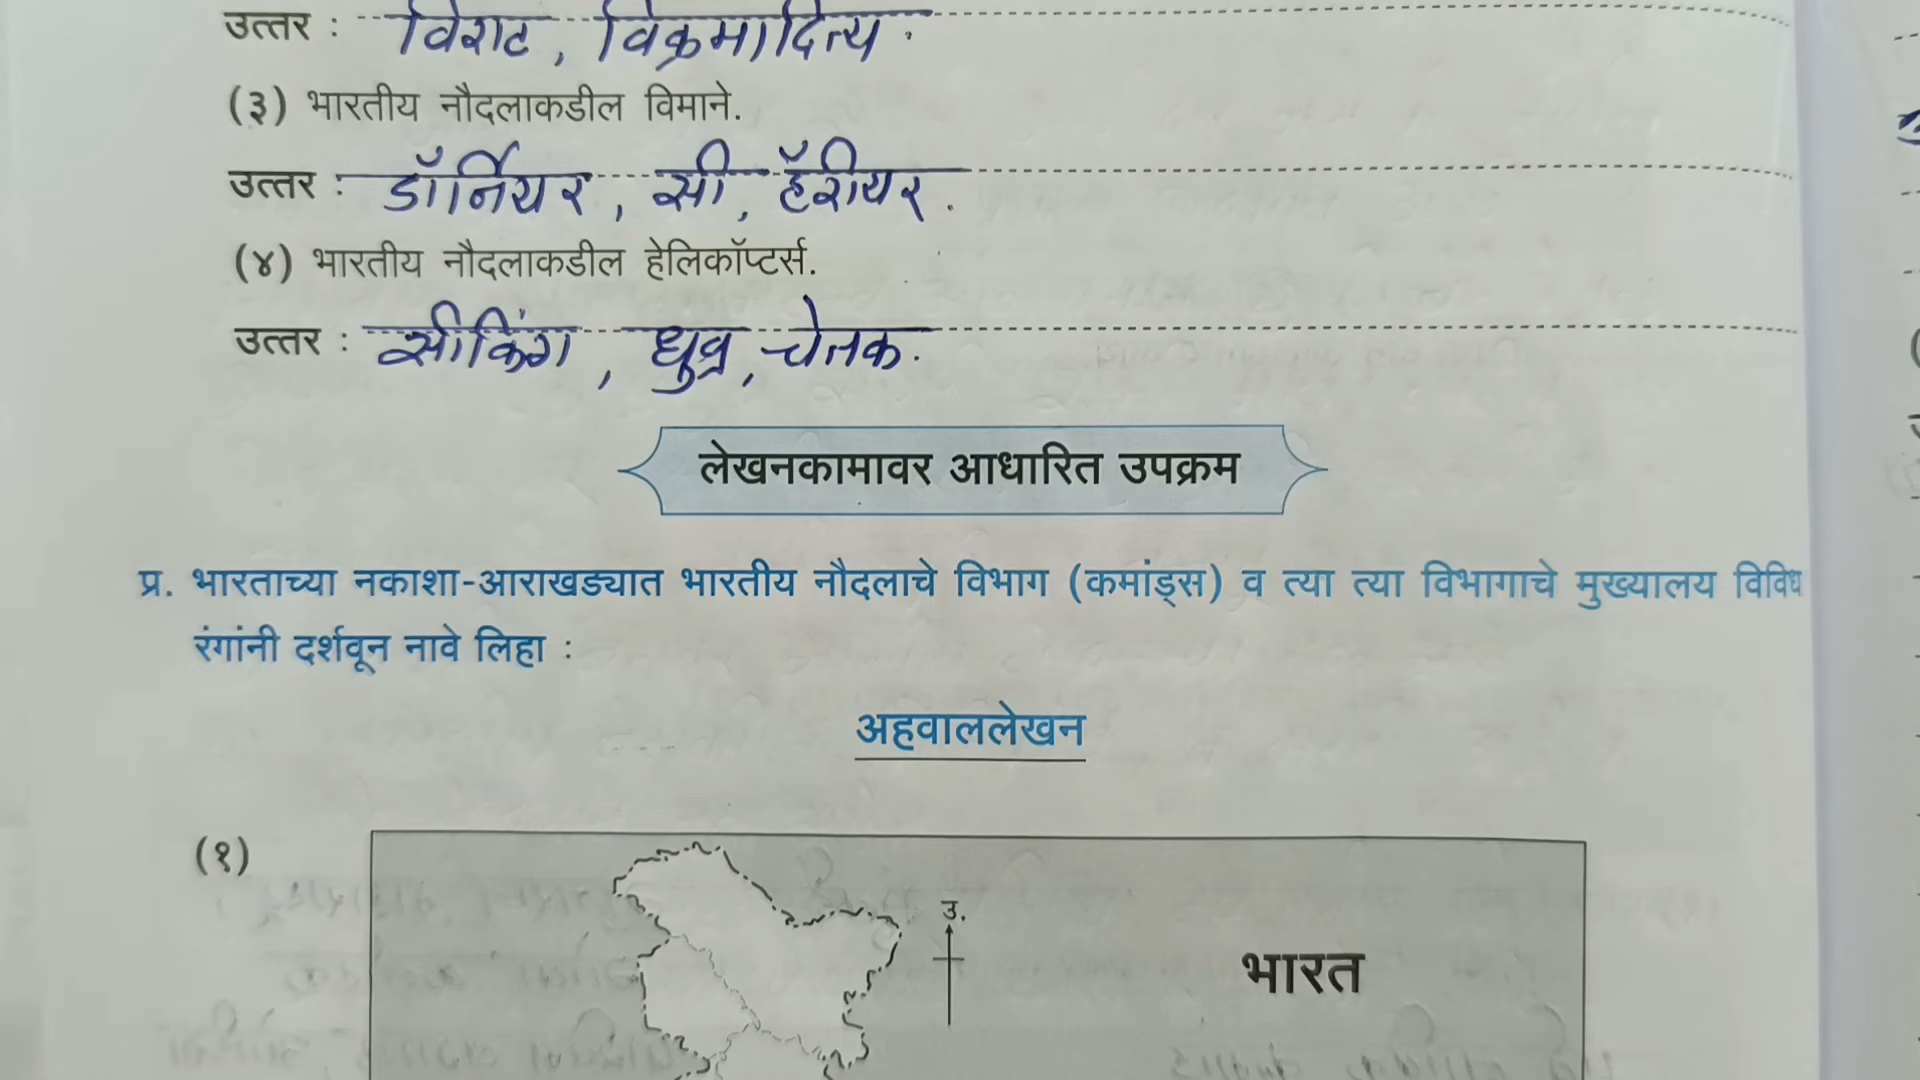 उत्तर : विराट, विक्रमादित्य.
(३) भारतीय नौदलाकडील विमाने.
उत्तर : डॉर्नियर, सी, हॅरीयर.
(४) भारतीय नौदलाकडील हेलिकॉप्टर्स.
उत्तर : सीकिंग, ध्रुव, चेतक.
लेखनकामावर आधारित उपक्रम
प्र. भारताच्या नकाशा-आराखड्यात भारतीय नौदलाचे विभाग (कमांड्स) व त्या त्या विभागाचे मुख्यालय विविध
रंगांनी दर्शवून नावे लिहा :
अहवाललेखन
(१)
उ.
भारत